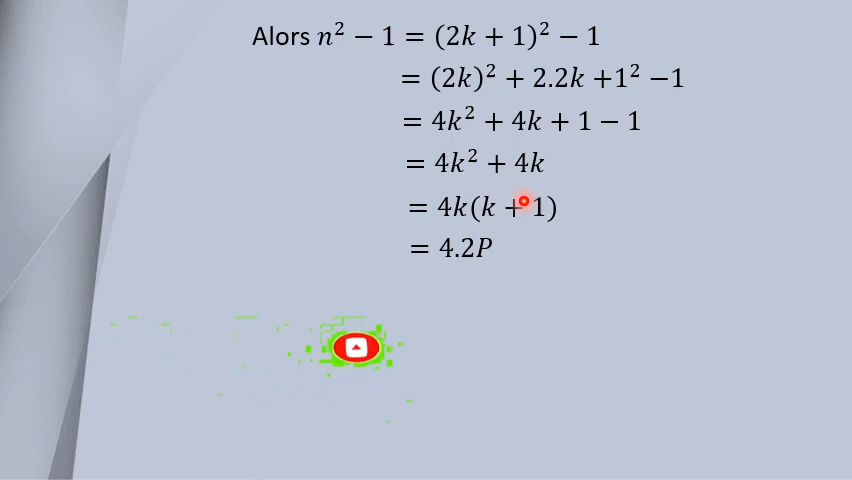 Alors n² − 1 = (2k + 1)² − 1
= (2k)² + 2.2k +1² −1
= 4k² + 4k + 1 − 1
= 4k² + 4k
= 4k(k + 1)
= 4.2P